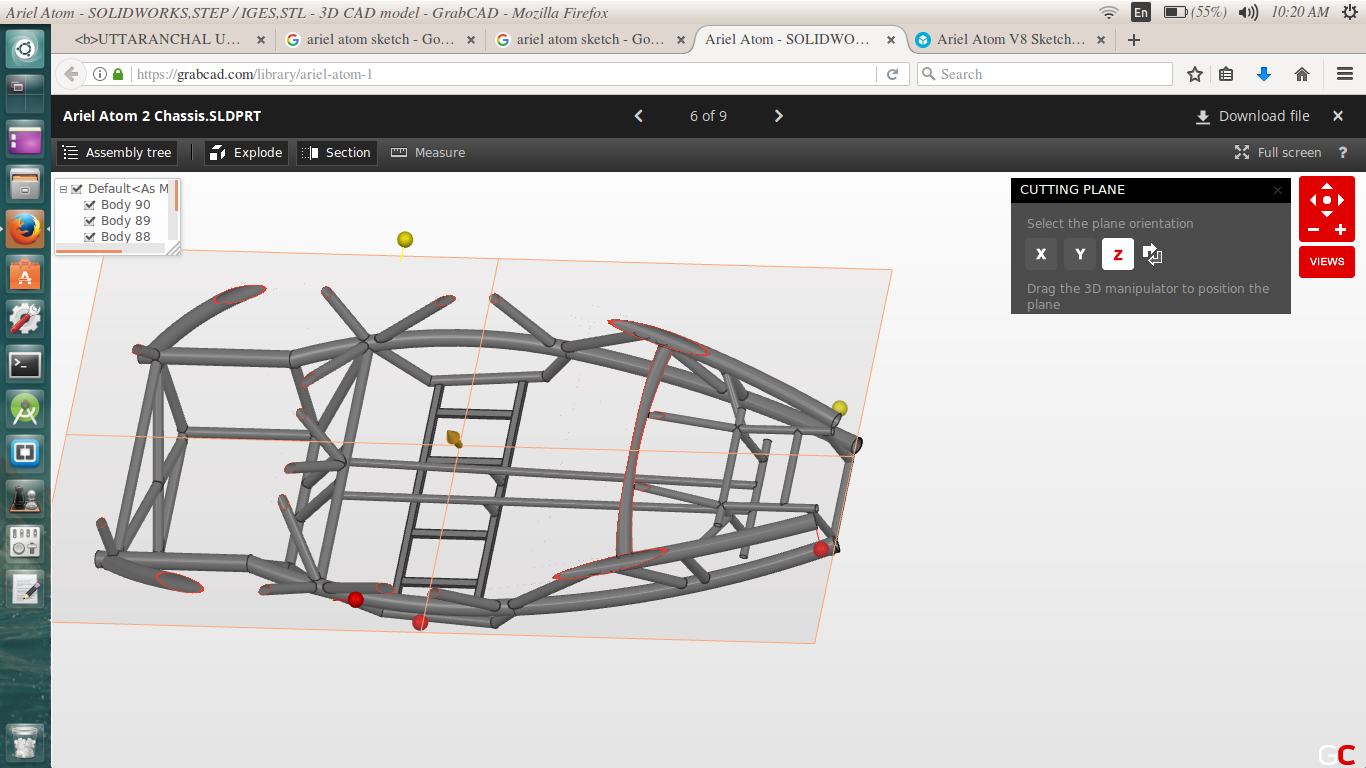 Ariel Atom - SOLIDWORKS,STEP / IGES,STL - 3D CAD model - GrabCAD - Mozilla Firefox
En
(55%)
10:20 AM
<b>UTTARANCHAL U…
ariel atom sketch - Go…
ariel atom sketch - Go…
Ariel Atom - SOLIDWO…
Ariel Atom V8 Sketch…
https://grabcad.com/library/ariel-atom-1
Search
Ariel Atom 2 Chassis.SLDPRT
6 of 9
Download file
Assembly tree
Explode
Section
Measure
Full screen
?
Default<As M
Body 90
Body 89
Body 88
CUTTING PLANE
Select the plane orientation
X
Y
Z
Drag the 3D manipulator to position the
plane
VIEWS
GC